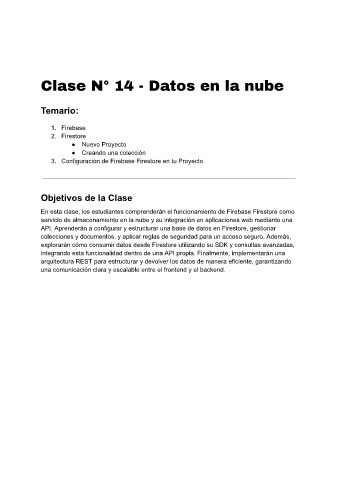 Clase N° 14 - Datos en la nube
Temario:
1. Firebase
2. Firestore
● Nuevo Proyecto
● Creando una colección
3. Configuración de Firebase Firestore en tu Proyecto
Objetivos de la Clase
En esta clase, los estudiantes comprenderán el funcionamiento de Firebase Firestore como
servicio de almacenamiento en la nube y su integración en aplicaciones web mediante una
API. Aprenderán a configurar y estructurar una base de datos en Firestore, gestionar
colecciones y documentos, y aplicar reglas de seguridad para un acceso seguro. Además,
explorarán cómo consumir datos desde Firestore utilizando su SDK y consultas avanzadas,
integrando esta funcionalidad dentro de una API propia. Finalmente, implementarán una
arquitectura REST para estructurar y devolver los datos de manera eficiente, garantizando
una comunicación clara y escalable entre el frontend y el backend.